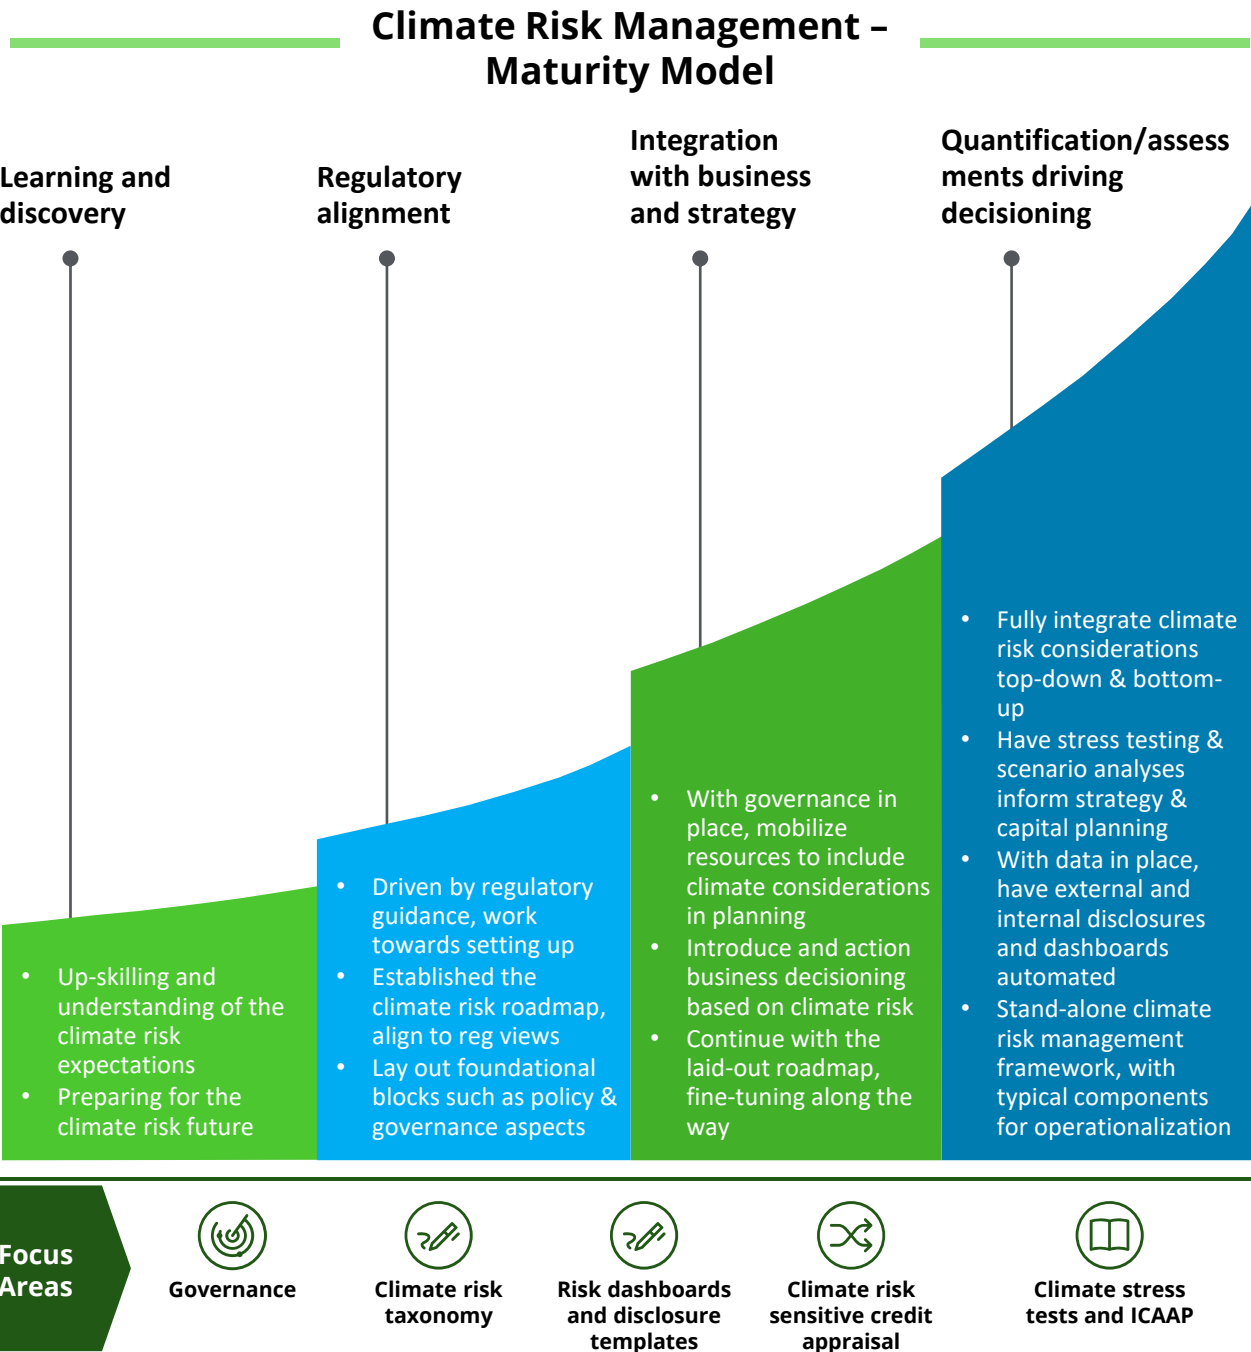 Climate Risk Management –
Maturity Model
Learning and
discovery
Regulatory
alignment
Integration
with business
and strategy
Quantification/assess
ments driving
decisioning
• Up-skilling and
understanding of the
climate risk
expectations
• Preparing for the
climate risk future
• Driven by regulatory
guidance, work
towards setting up
• Established the
climate risk roadmap,
align to reg views
• Lay out foundational
blocks such as policy &
governance aspects
• With governance in
place, mobilize
resources to include
climate considerations
in planning
• Introduce and action
business decisioning
based on climate risk
• Continue with the
laid-out roadmap,
fine-tuning along the
way
• Fully integrate climate
risk considerations
top-down & bottom-
up
• Have stress testing &
scenario analyses
inform strategy &
capital planning
• With data in place,
have external and
internal disclosures
and dashboards
automated
• Stand-alone climate
risk management
framework, with
typical components
for operationalization
Focus
Areas
Governance
Climate risk
taxonomy
Risk dashboards
and disclosure
templates
Climate risk
sensitive credit
appraisal
Climate stress
tests and ICAAP